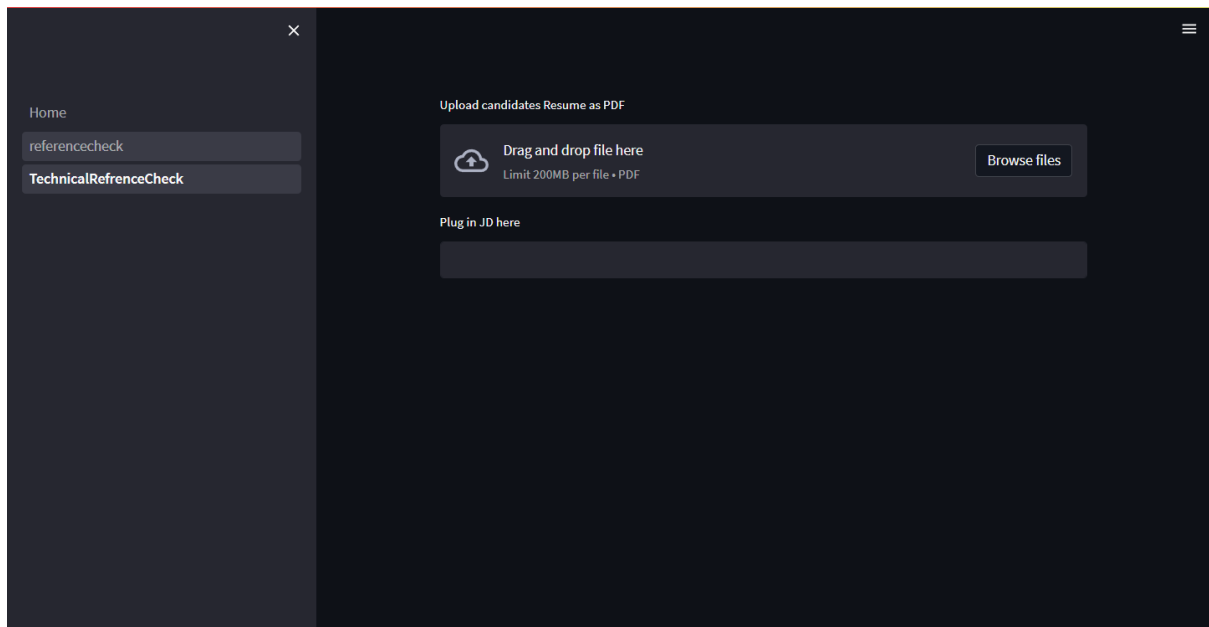 Home
referencecheck
TechnicalRefrenceCheck
Upload candidates Resume as PDF
Drag and drop file here
Limit 200MB per file • PDF
Browse files
Plug in JD here